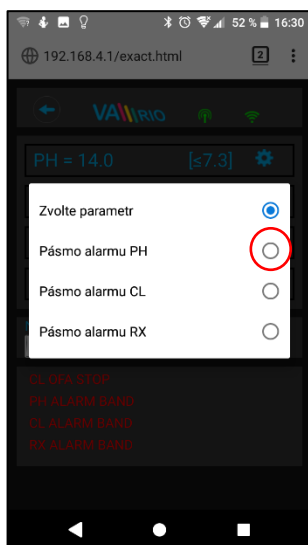 52 % 16:30
192.168.4.1/exact.html 2
VA RIO
PH = 14.0 [≤7.3]
Zvolte parametr
Pásmo alarmu PH
Pásmo alarmu CL
Pásmo alarmu RX
CL OFA STOP
PH ALARM BAND
CL ALARM BAND
RX ALARM BAND